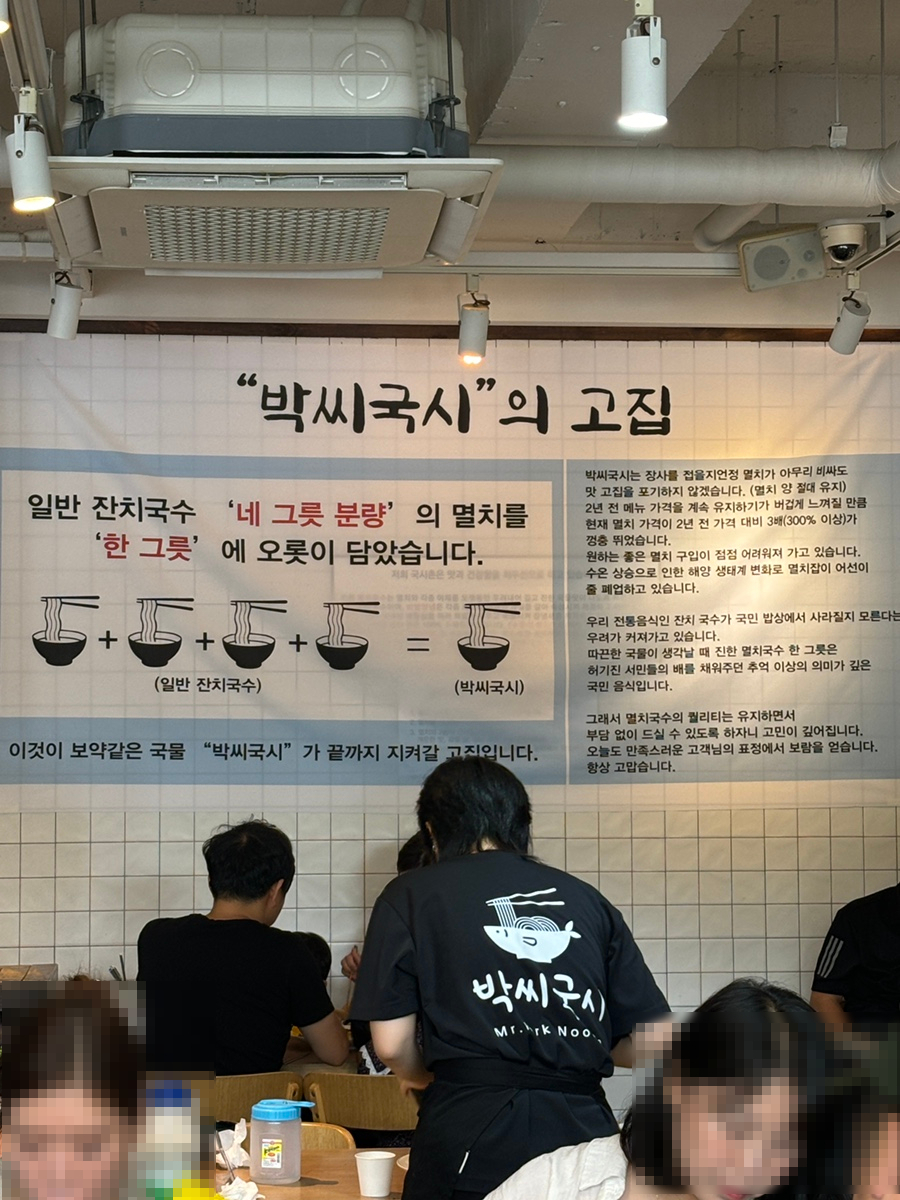 “박씨국시”의 고집
일반 잔치국수 ‘네 그릇 분량’ 의 멸치를
‘한 그릇’ 에 오롯이 담았습니다.
+ + + =
(일반 잔치국수) (박씨국시)
이것이 보약같은 국물 “박씨국시” 가 끝까지 지켜갈 고집입니다.
박씨국시는 장사를 접을지언정 멸치가 아무리 비싸도
맛 고집을 포기하지 않겠습니다. (멸치 양 절대 유지)
2년 전 메뉴 가격을 계속 유지하기가 버겁게 느껴질 만큼
현재 멸치 가격이 2년 전 가격 대비 3배(300% 이상)가
껑충 뛰었습니다.
원하는 좋은 멸치 구입이 점점 어려워져 가고 있습니다.
수온 상승으로 인한 해양 생태계 변화로 멸치잡이 어선이
줄 폐업하고 있습니다.
우리 전통음식인 잔치 국수가 국민 밥상에서 사라질지 모른다는
우려가 커져가고 있습니다.
따끈한 국물이 생각날 때 진한 멸치국수 한 그릇은
허기진 서민들의 배를 채워주던 추억 이상의 의미가 깊은
국민 음식입니다.
그래서 멸치국수의 퀄리티는 유지하면서
부담 없이 드실 수 있도록 하자니 고민이 깊어집니다.
오늘도 만족스러운 고객님의 표정에서 보람을 얻습니다.
항상 고맙습니다.
박씨국시
Mr.